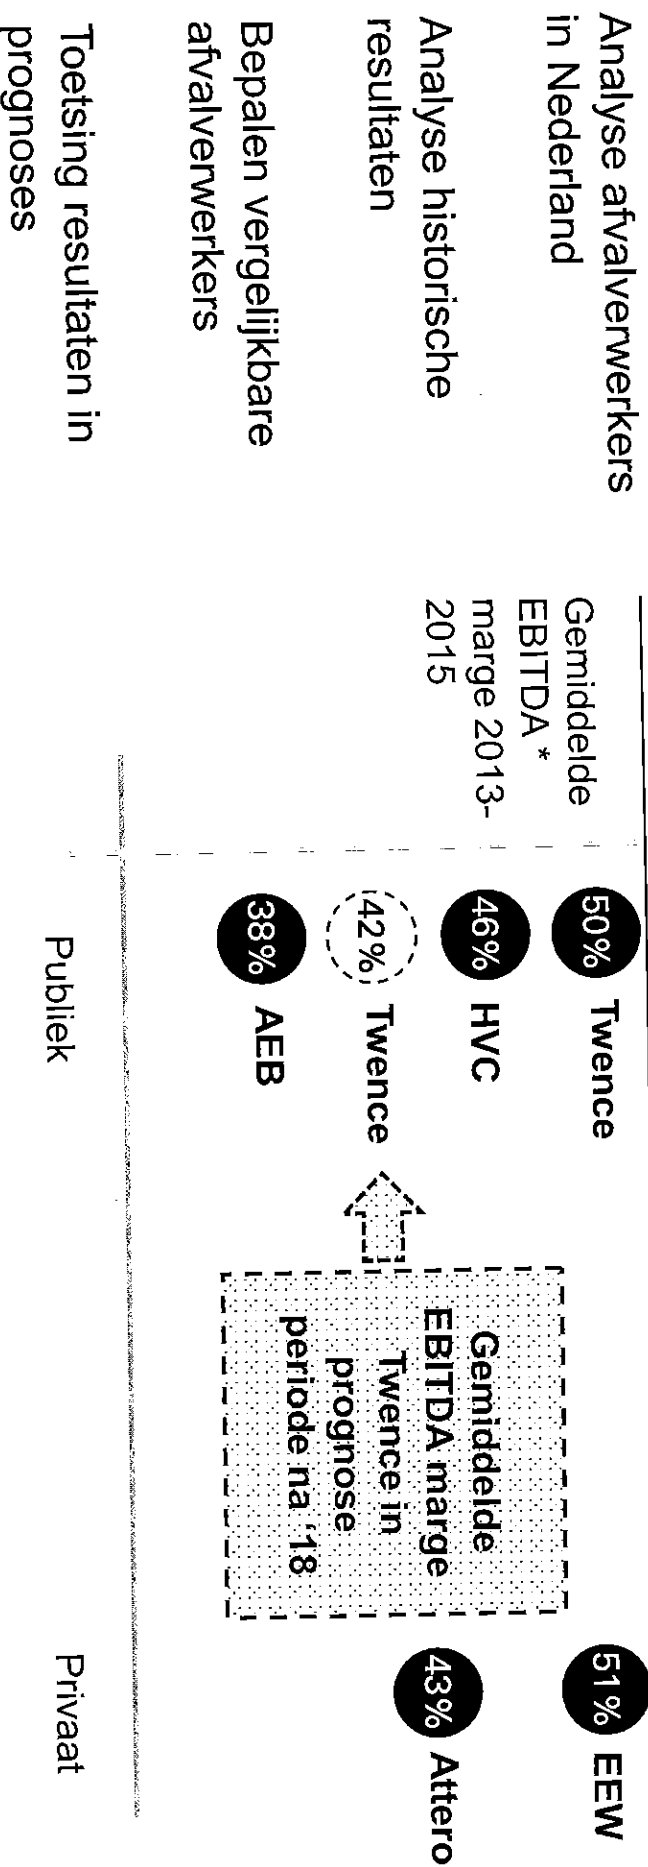 Analyse afvalverwerkers
in Nederland
Analyse historische
resultaten
Bepalen vergelijkbare
afvalverwerkers
Toetsing resultaten in
prognoses
Gemiddelde
EBITDA *
marge 2013-
2015
50% Twence
46% HVC
42% Twence
38% AEB
Gemiddelde
EBITDA marge
Twence in
prognose
periode na '18
51% EEW
43% Attero
Publiek
Privaat